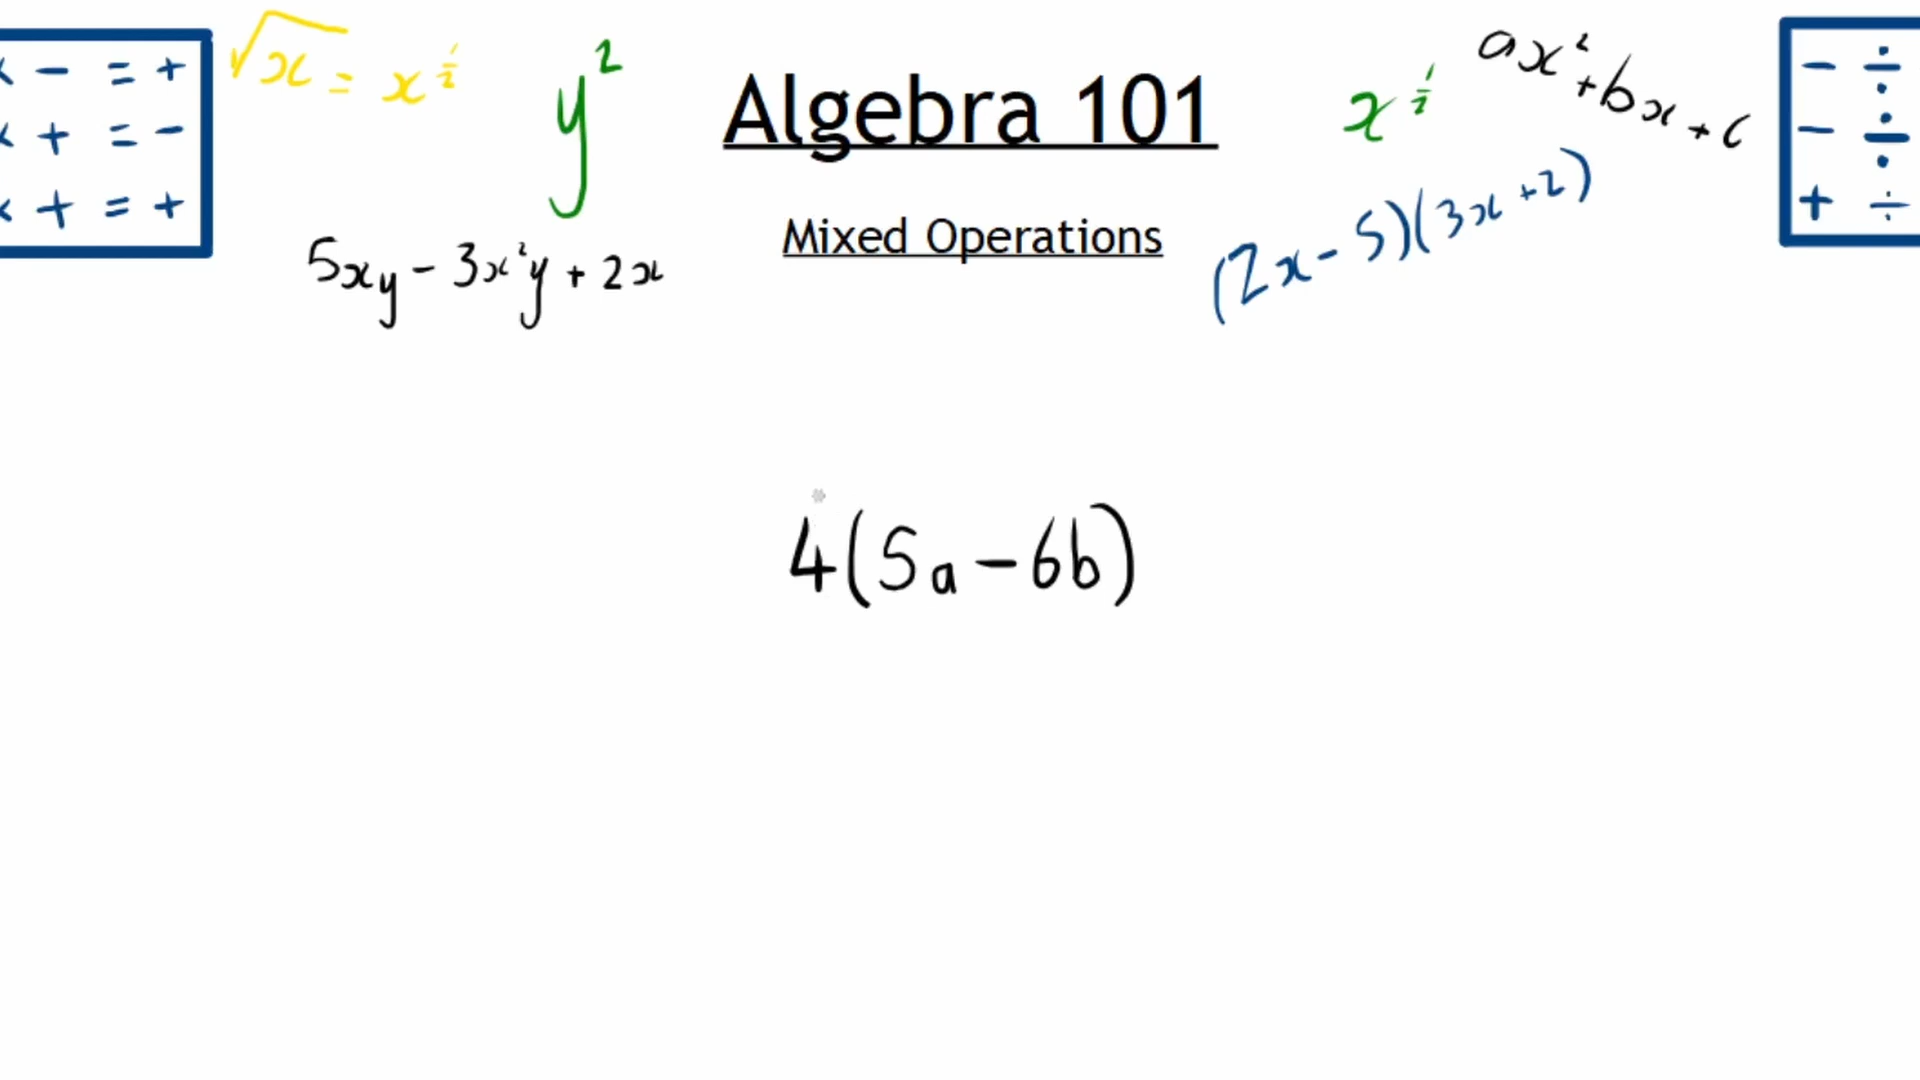 - = +
+ = -
+ = +
√x = x^½
y²
Algebra 101
x^½
ax² + bx + c
- ÷
- ÷
+ ÷
Mixed Operations
(2x - 5)(3x + 2)
5xy - 3x²y + 2x
4(5a - 6b)